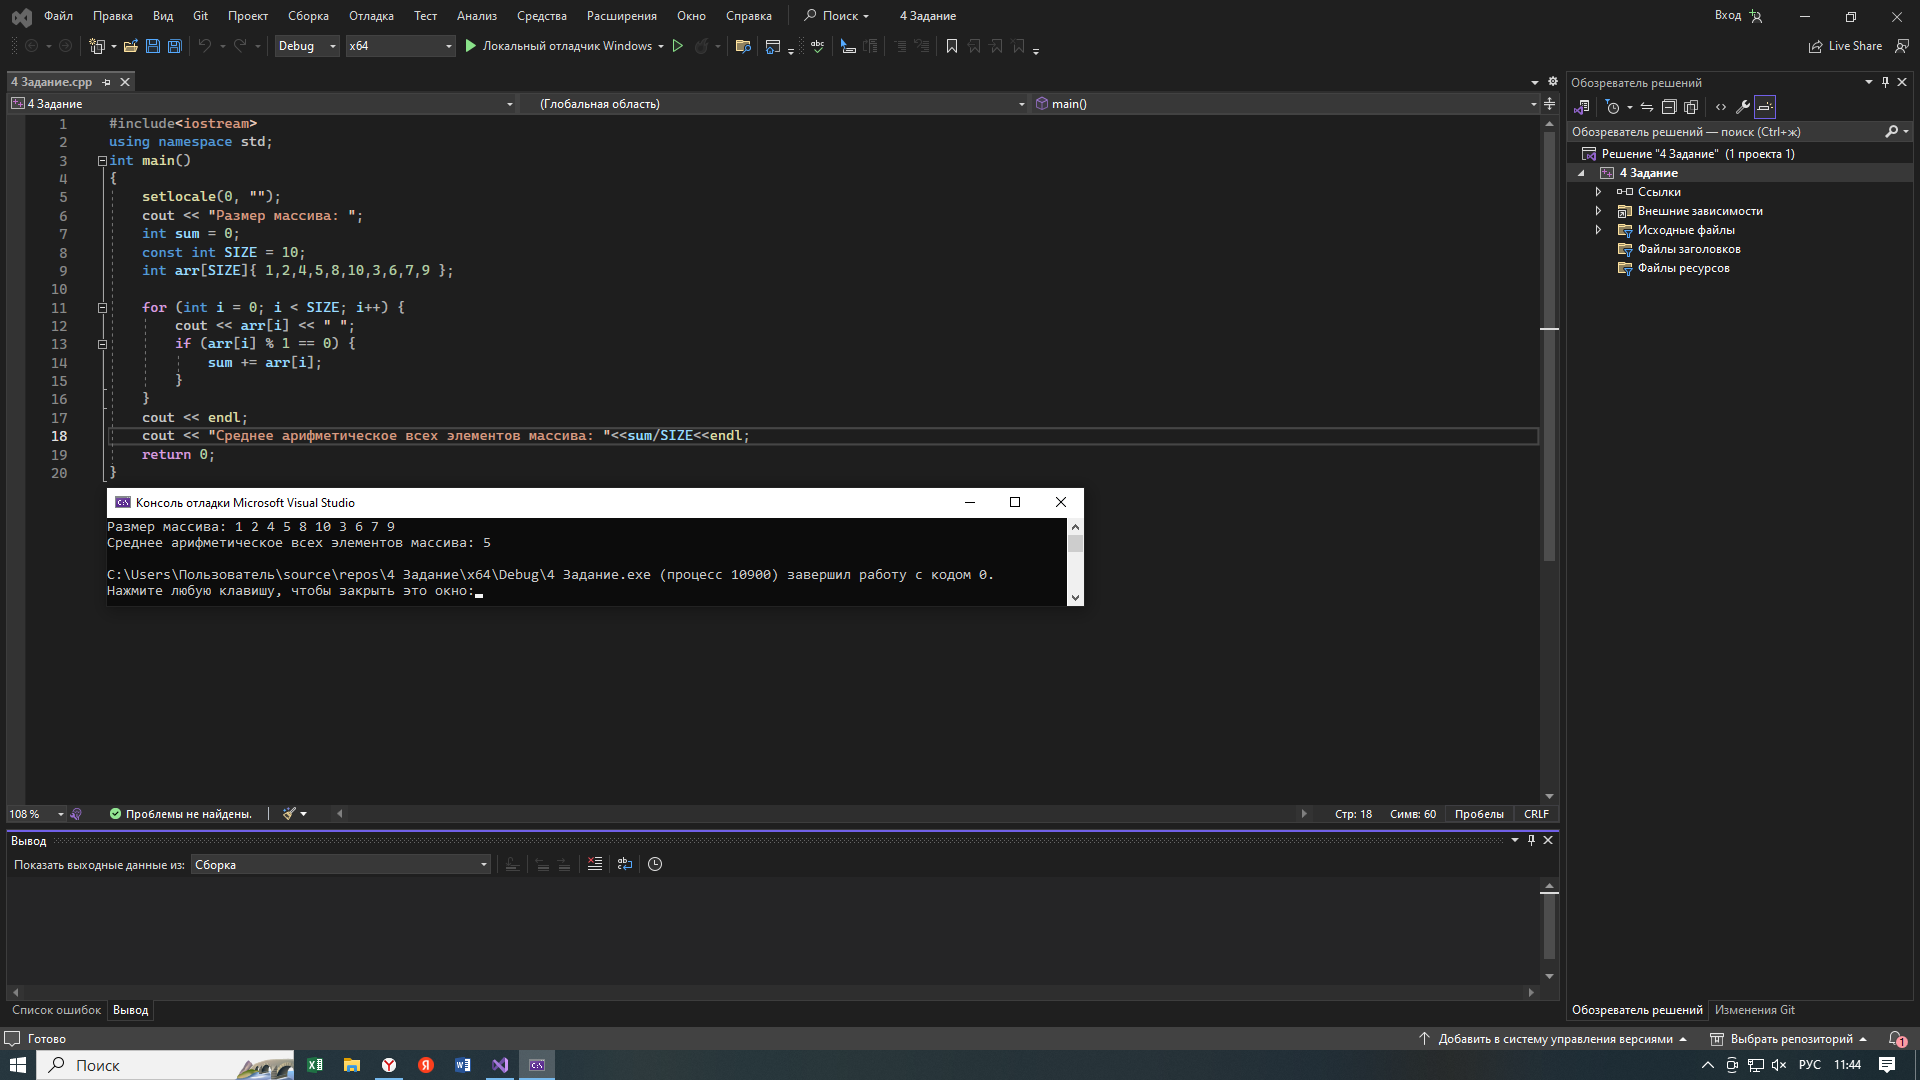 Файл Правка Вид Git Проект Сборка Отладка Тест Анализ Средства Расширения Окно Справка Поиск 4 Задание Вход
Debug x64 Локальный отладчик Windows Live Share
4 Задание.cpp
4 Задание (Глобальная область) main()
1 #include<iostream>
2 using namespace std;
3 int main()
4 {
5 setlocale(0, "");
6 cout << "Размер массива: ";
7 int sum = 0;
8 const int SIZE = 10;
9 int arr[SIZE]{ 1,2,4,5,8,10,3,6,7,9 };
10
11 for (int i = 0; i < SIZE; i++) {
12 cout << arr[i] << " ";
13 if (arr[i] % 1 == 0) {
14 sum += arr[i];
15 }
16 }
17 cout << endl;
18 cout << "Среднее арифметическое всех элементов массива: "<<sum/SIZE<<endl;
19 return 0;
20 }
Консоль отладки Microsoft Visual Studio
Размер массива: 1 2 4 5 8 10 3 6 7 9
Среднее арифметическое всех элементов массива: 5
C:\Users\Пользователь\source\repos\4 Задание\x64\Debug\4 Задание.exe (процесс 10900) завершил работу с кодом 0.
Нажмите любую клавишу, чтобы закрыть это окно:
108 % Проблемы не найдены. Стр: 18 Симв: 60 Пробелы CRLF
Вывод
Показать выходные данные из: Сборка
Список ошибок Вывод
Обозреватель решений
Обозреватель решений — поиск (Ctrl+ж)
Решение "4 Задание" (1 проекта 1)
4 Задание
Ссылки
Внешние зависимости
Исходные файлы
Файлы заголовков
Файлы ресурсов
Обозреватель решений Изменения Git
Готово Добавить в систему управления версиями Выбрать репозиторий 1
Поиск РУС 11:44